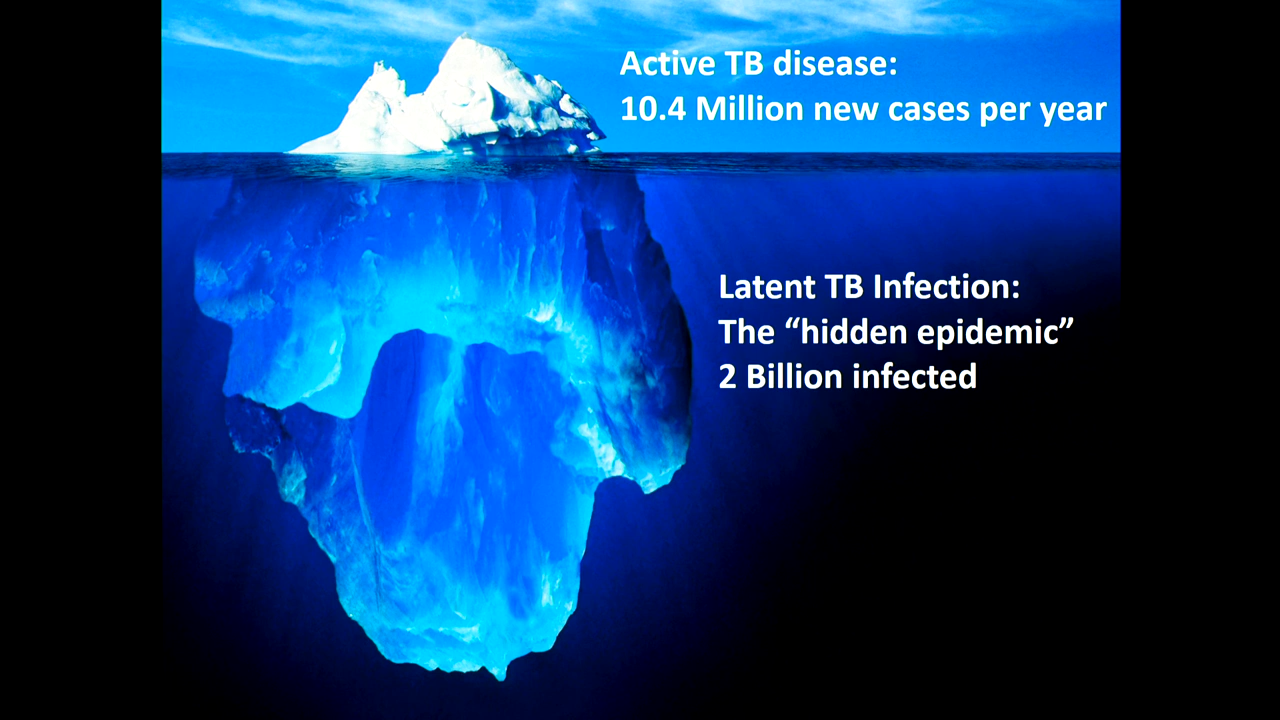 Active TB disease:
10.4 Million new cases per year
Latent TB Infection:
The “hidden epidemic”
2 Billion infected